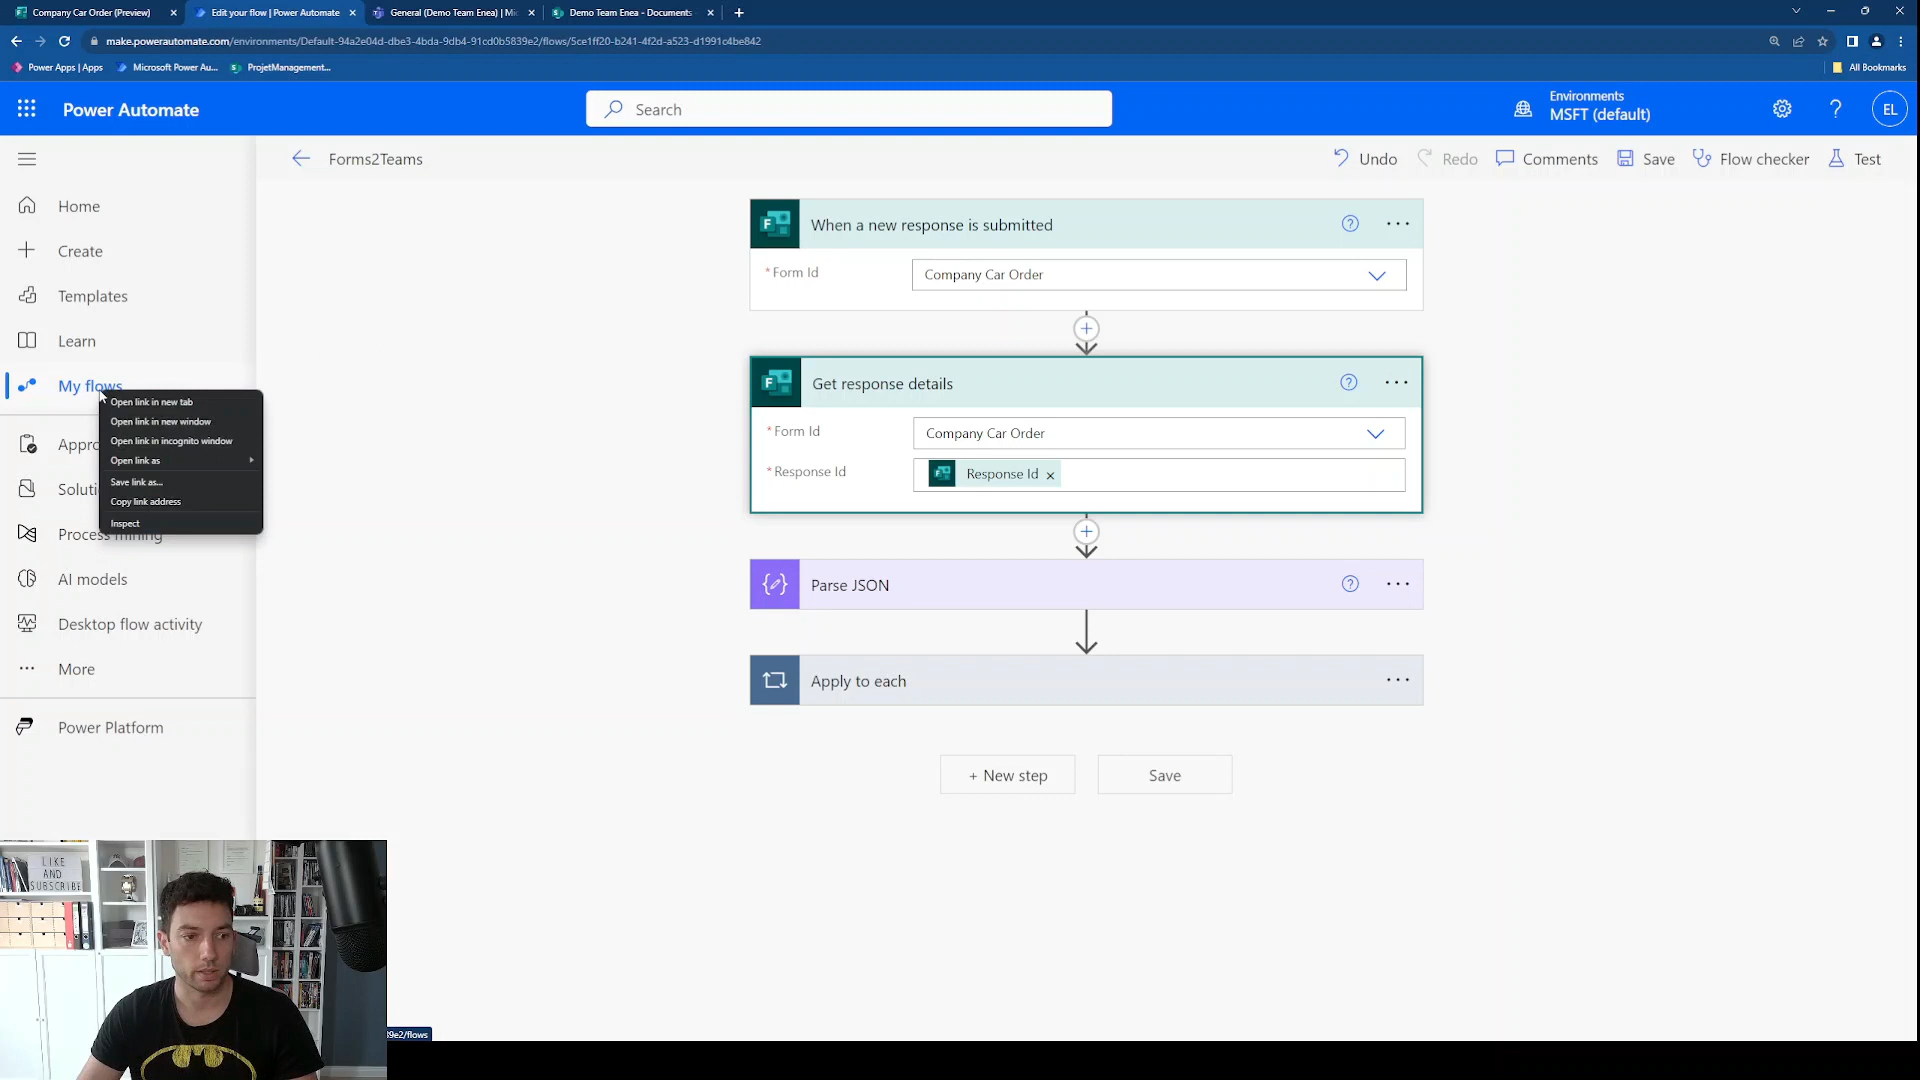 Company Car Order (Preview)
Edit your flow | Power Automate
General (Demo Team Enea) | Mic
Demo Team Enea - Documents
make.powerautomate.com/environments/Default-94a2e04d-dbe3-4bda-9db4-91cd0b5839e2/flows/5ce1ff20-b241-4f2d-a523-d1991c4be842
Power Apps | Apps
Microsoft Power Au...
ProjetManagement...
All Bookmarks
Power Automate
Search
Environments
MSFT (default)
?
EL
Forms2Teams
Undo
Redo
Comments
Save
Flow checker
Test
Home
Create
Templates
Learn
My flows
Appro
Soluti
Process mining
AI models
Desktop flow activity
More
Power Platform
Open link in new tab
Open link in new window
Open link in incognito window
Open link as
Save link as...
Copy link address
Inspect
When a new response is submitted
* Form Id
Company Car Order
Get response details
* Form Id
Company Car Order
* Response Id
Response Id ×
Parse JSON
Apply to each
+ New step
Save
LIKE
AND
SUBSCRIBE
39e2/flows